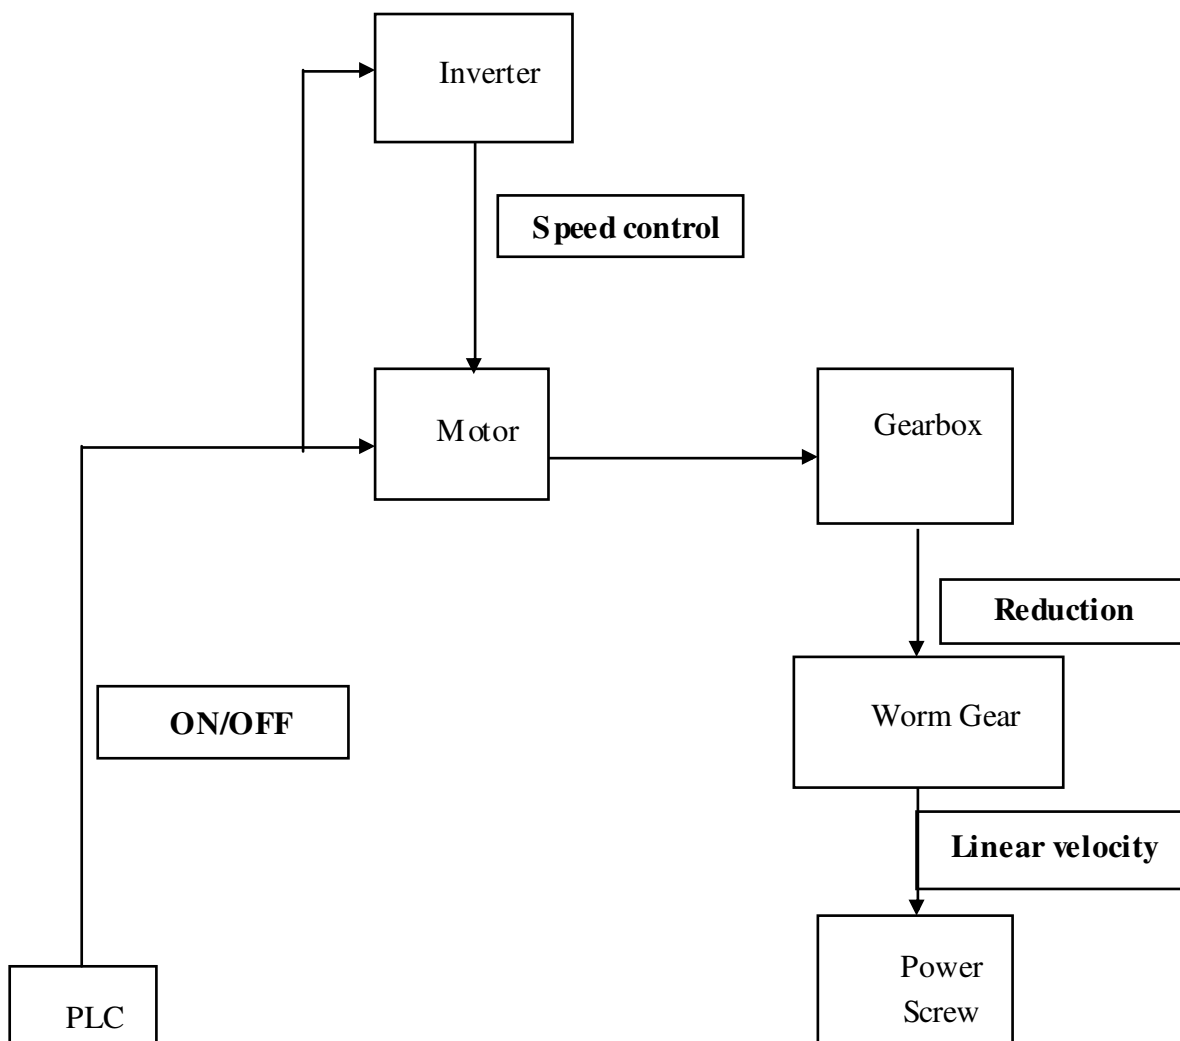 Inverter
Speed control
Motor
Gearbox
Reduction
Worm Gear
ON/OFF
Linear velocity
Power
Screw
PLC